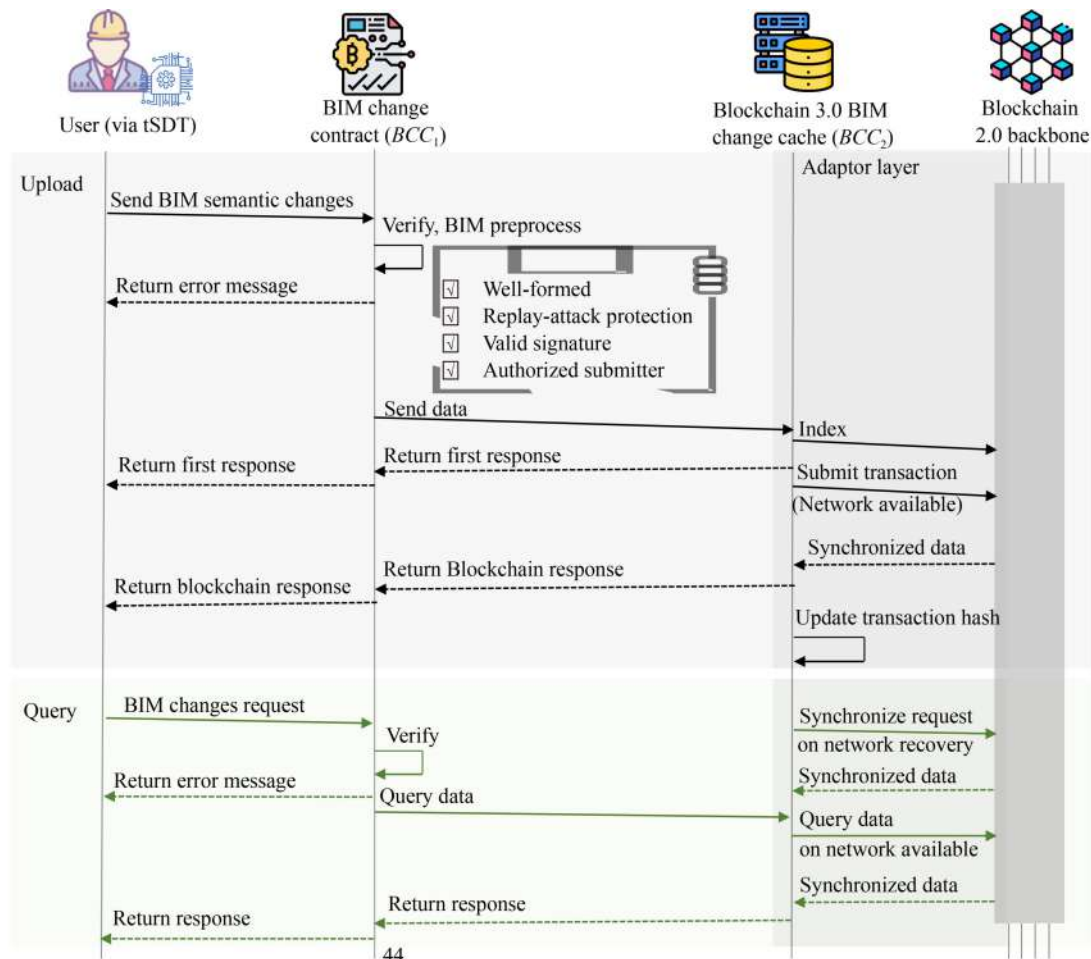 User (via tSDT)
BIM change
contract (BCC₁)
Blockchain 3.0 BIM
change cache (BCC₂)
Blockchain
2.0 backbone
Adaptor layer
Upload
Send BIM semantic changes
Verify, BIM preprocess
Return error message
√ Well-formed
√ Replay-attack protection
√ Valid signature
√ Authorized submitter
Send data
Index
Return first response
Return first response
Submit transaction
(Network available)
Synchronized data
Return Blockchain response
Return blockchain response
Update transaction hash
Query
BIM changes request
Verify
Synchronize request
on network recovery
Return error message
Synchronized data
Query data
Query data
on network available
Synchronized data
Return response
Return response
44